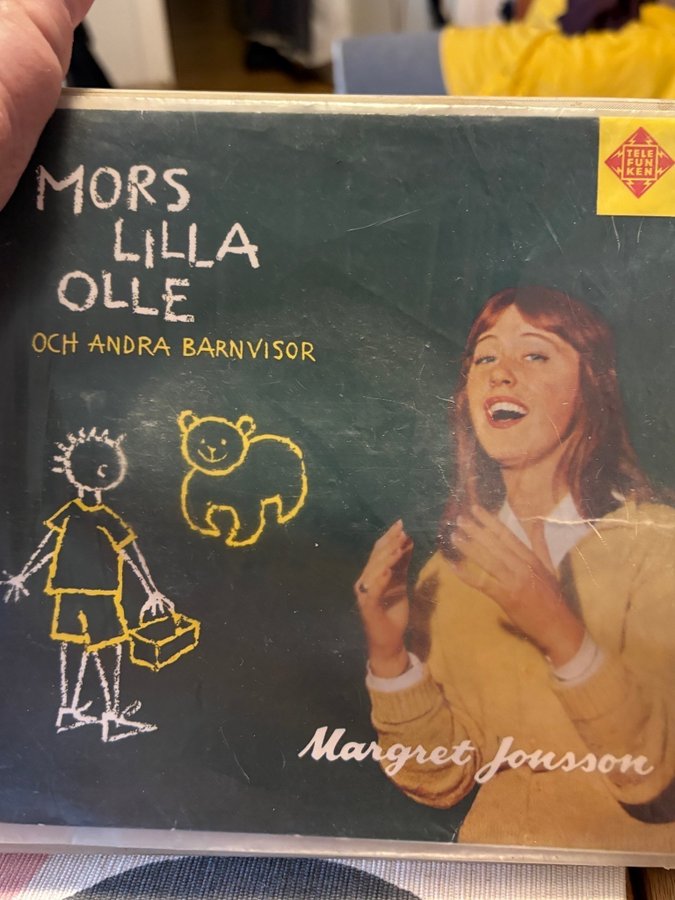 MORS
LILLA
OLLE
OCH ANDRA BARNVISOR
TELE
FUN
KEN
Margret Jonsson